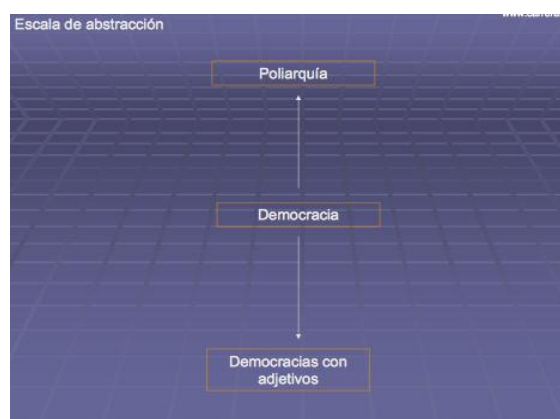 Escala de abstracción
Poliarquía
Democracia
Democracias con
adjetivos